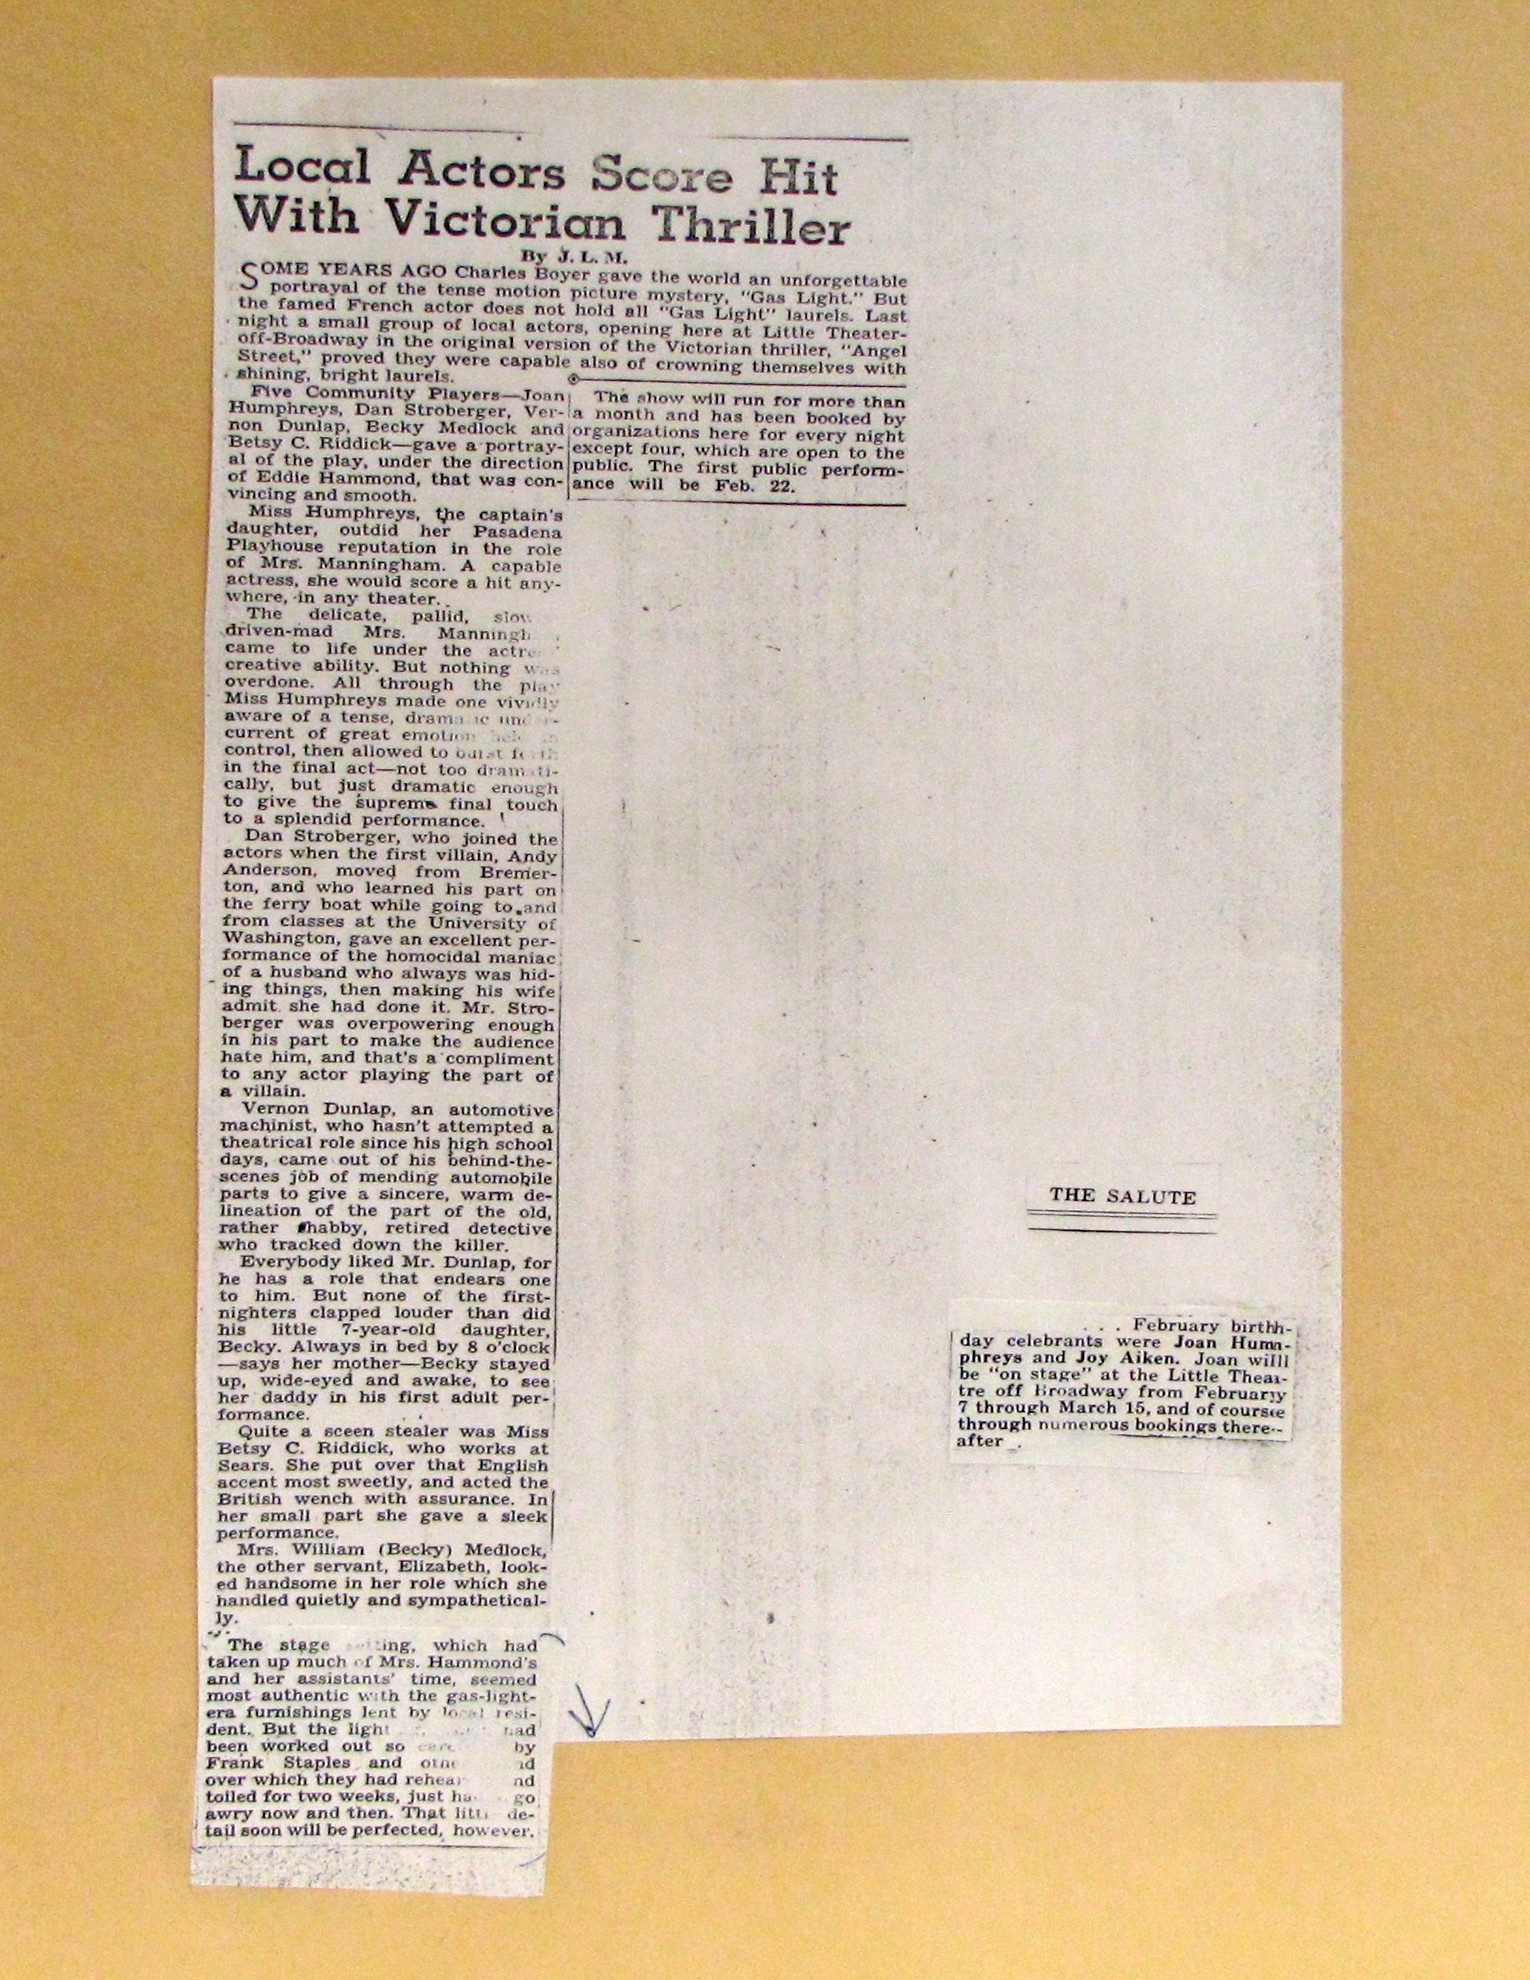 Local Actors Score Hit
With Victorian Thriller
By J. L. M.
SOME YEARS AGO Charles Boyer gave the world an unforgettable
portrayal of the tense motion picture mystery, "Gas Light." But
the famed French actor does not hold all "Gas Light" laurels. Last
night a small group of local actors, opening here at Little Theater-
off-Broadway in the original version of the Victorian thriller, "Angel
Street," proved they were capable also of crowning themselves with
shining, bright laurels.
Five Community Players—Joan
Humphreys, Dan Stroberger, Ver-
non Dunlap, Becky Medlock and
Betsy C. Riddick—gave a portray-
al of the play, under the direction
of Eddie Hammond, that was con-
vincing and smooth.
Miss Humphreys, the captain's
daughter, outdid her Pasadena
Playhouse reputation in the role
of Mrs. Manningham. A capable
actress, she would score a hit any-
where, in any theater.
The delicate, pallid,
driven-mad Mrs.
came to life under the
creative ability. But nothing was
overdone. All through the play
Miss Humphreys made one vividly
aware of a tense,
current of great emotion
control, then allowed to burst forth
in the final act—not too dramati-
cally, but just dramatic enough
to give the supreme final touch
to a splendid performance.
Dan Stroberger, who joined the
actors when the first villain, Andy
Anderson, moved from Bremer-
ton, and who learned his part on
the ferry boat while going to and
from classes at the University of
Washington, gave an excellent per-
formance of the homocidal maniac
of a husband who always was hid-
ing things, then making his wife
admit she had done it. Mr. Stro-
berger was overpowering enough
in his part to make the audience
hate him, and that's a compliment
to any actor playing the part of
a villain.
Vernon Dunlap, an automotive
machinist, who hasn't attempted a
theatrical role since his high school
days, came out of his behind-the-
scenes job of mending automobile
parts to give a sincere, warm de-
lineation of the part of the old,
rather shabby, retired detective
who tracked down the killer.
Everybody liked Mr. Dunlap, for
he has a role that endears one
to him. But none of the first-
nighters clapped louder than did
his little 7-year-old daughter,
Becky. Always in bed by 8 o'clock
—says her mother—Becky stayed
up, wide-eyed and awake, to see
her daddy in his first adult per-
formance.
Quite a sceen stealer was Miss
Betsy C. Riddick, who works at
Sears. She put over that English
accent most sweetly, and acted the
British wench with assurance. In
her small part she gave a sleek
performance.
Mrs. William (Becky) Medlock,
the other servant, Elizabeth, look-
ed handsome in her role which she
handled quietly and sympathetical-
ly.
The stage which had
taken up much of Mrs. Hammond's
and her assistants' time, seemed
most authentic with the gas-light-
era furnishings lent by local resi-
dent. But the had
been worked out so by
Frank Staples and
over which they had
toiled for two weeks, just go
awry now and then. That de-
tail soon will be perfected, however.
The show will run for more than
a month and has been booked by
organizations here for every night
except four, which are open to the
public. The first public perform-
ance will be Feb. 22.
THE SALUTE
. . . February birthh-
day celebrants were Joan Hum-
phreys and Joy Aiken. Joan willl
be "on stage" at the Little Thea-
tre off Broadway from February
7 through March 15, and of course
through numerous bookings there-
after .